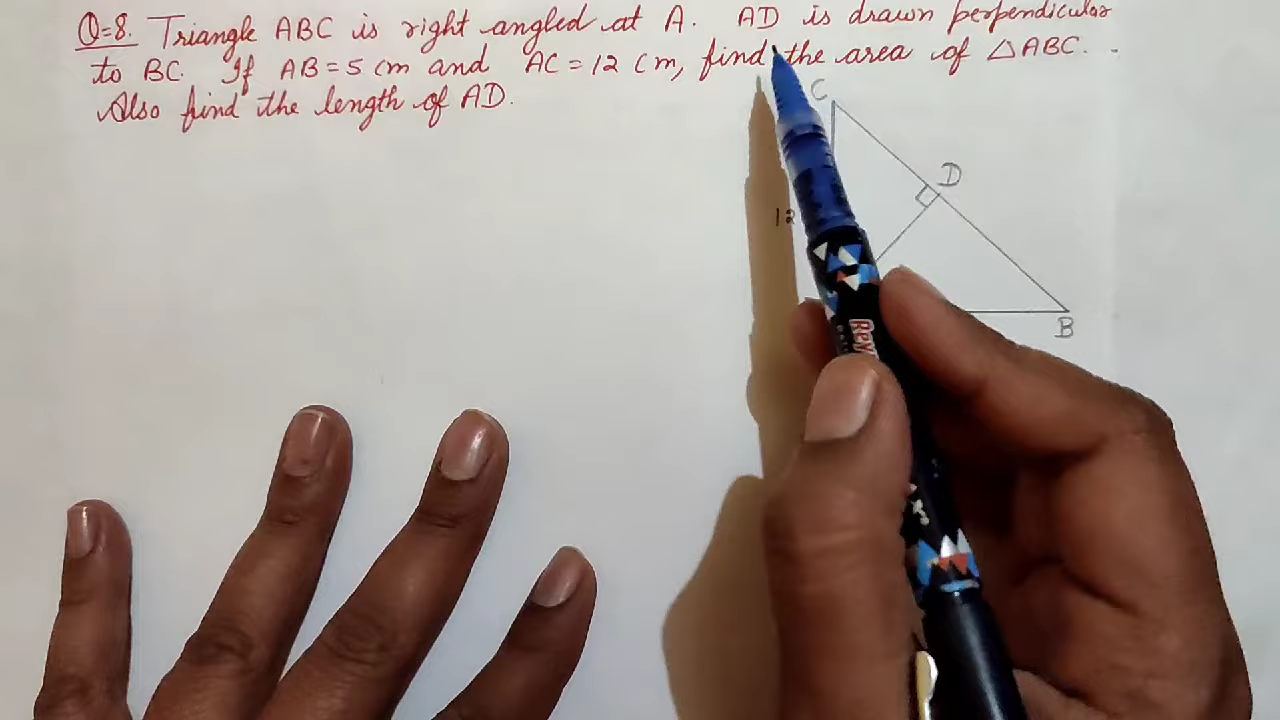 Q=8. Triangle ABC is right angled at A. AD is drawn perpendicular
to BC. If AB = 5 cm and AC = 12 cm, find the area of △ABC.
Also find the length of AD.
C
D
12
B